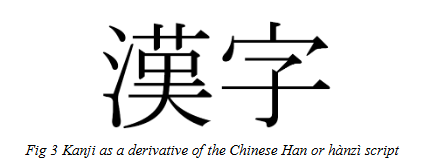 漢字
Fig 3 Kanji as a derivative of the Chinese Han or hànzì script